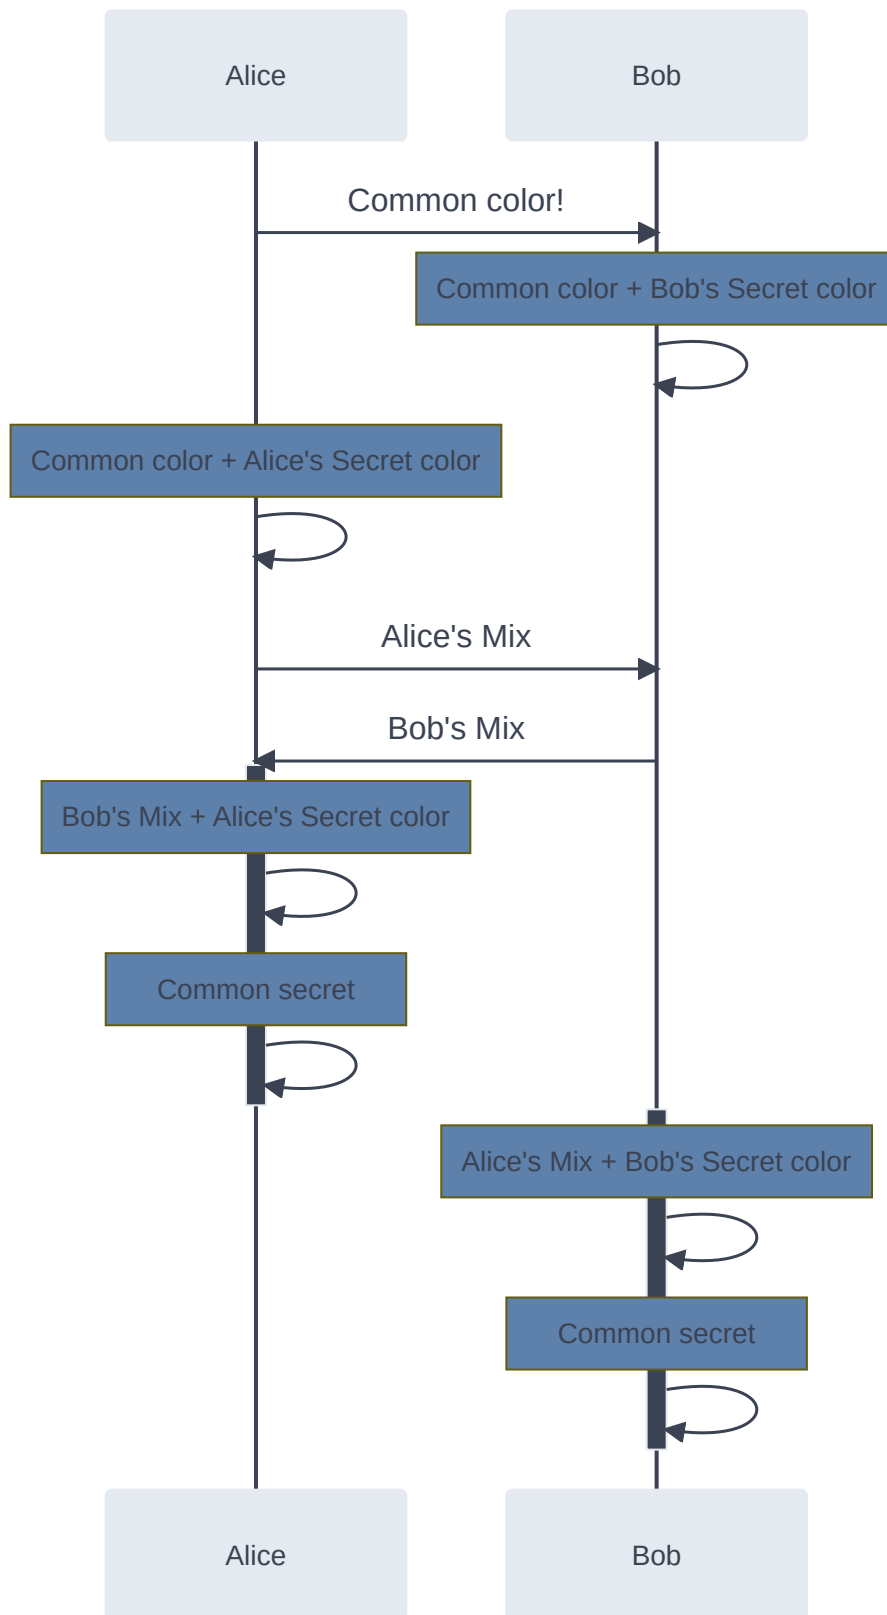 Alice
Bob
Common color!
Common color + Bob's Secret color
Common color + Alice's Secret color
Alice's Mix
Bob's Mix
Bob's Mix + Alice's Secret color
Common secret
Alice's Mix + Bob's Secret color
Common secret
Alice
Bob